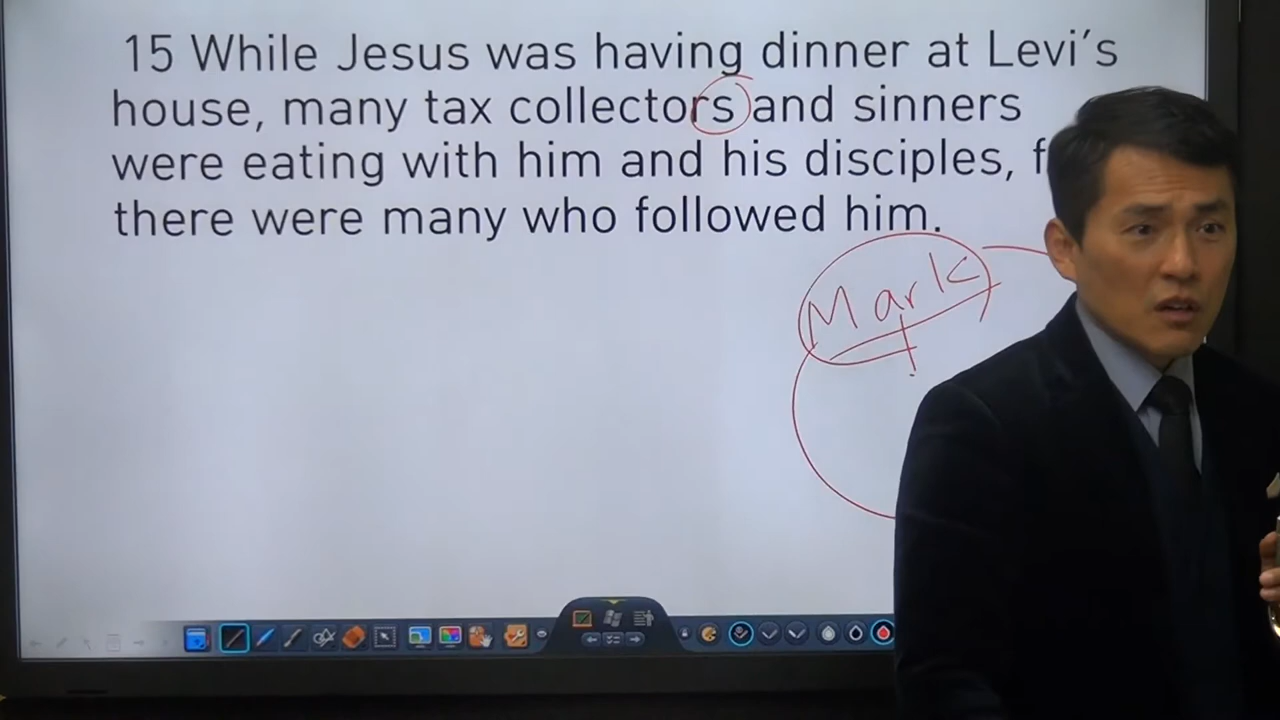 15 While Jesus was having dinner at Levi's
house, many tax collectors and sinners
were eating with him and his disciples, f
there were many who followed him.
Mark